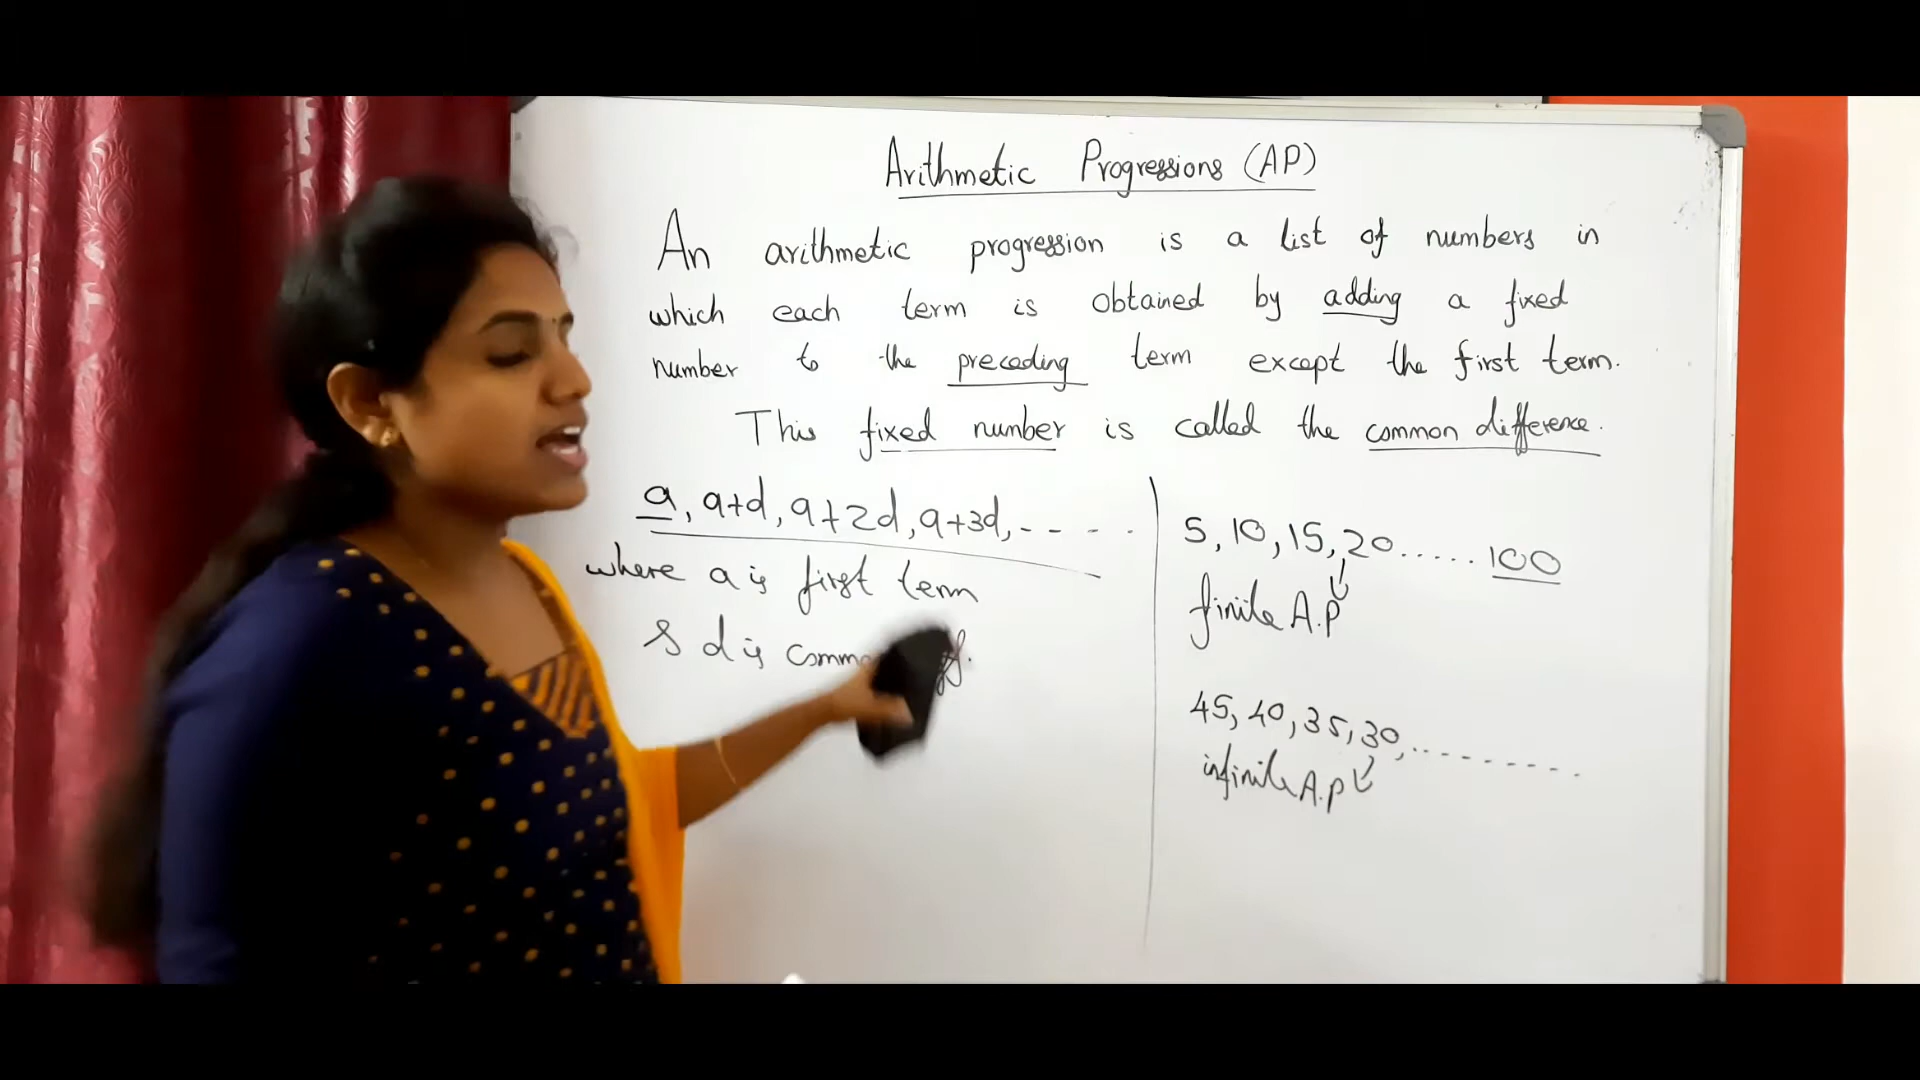 Arithmetic Progressions (AP)
An arithmetic progression is a list of numbers in
which each term is obtained by adding a fixed
number to the preceding term except the first term.
This fixed number is called the common difference.
a, a+d, a+2d, a+3d, - - - -
where a is first term
& d is
5, 10, 15, 20...... 100
finite A.P
45, 40, 35, 30, ...........
infinite A.P